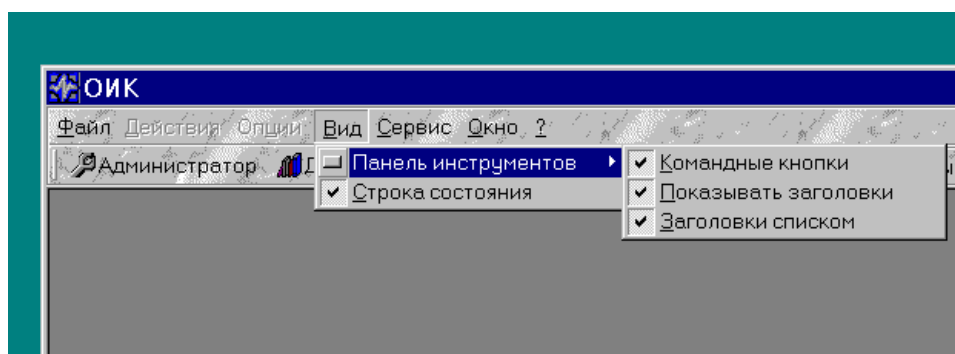 ОИК
Файл Действия Опции Вид Сервис Окно ?
Администратор
Панель инструментов
Командные кнопки
Строка состояния
Показывать заголовки
Заголовки списком